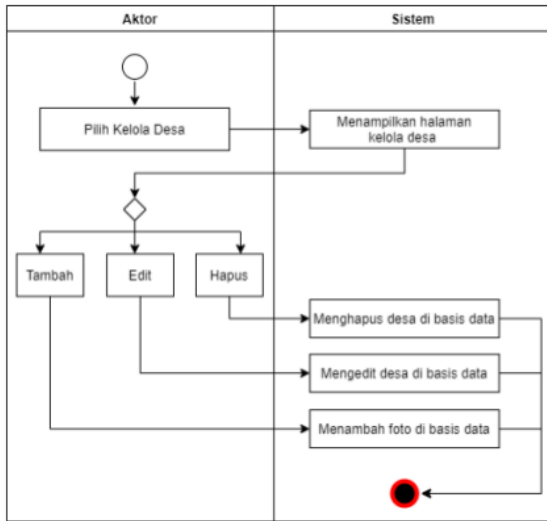 Aktor
Sistem
Pilih Kelola Desa
Menampilkan halaman
kelola desa
Tambah
Edit
Hapus
Menghapus desa di basis data
Mengedit desa di basis data
Menambah foto di basis data